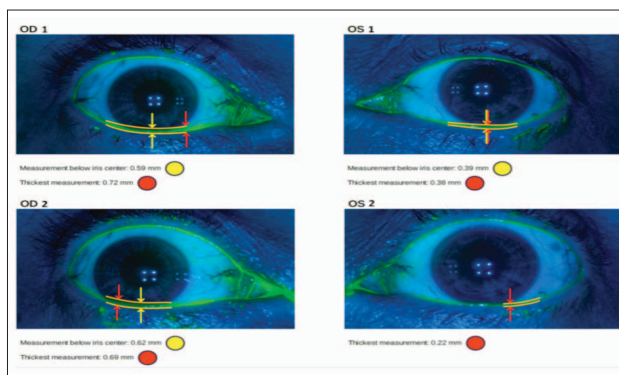 OD 1
OS 1
Measurement below iris center: 0.59 mm
Thickest measurement: 0.72 mm
Measurement below iris center: 0.39 mm
Thickest measurement: 0.38 mm
OD 2
OS 2
Measurement below iris center: 0.62 mm
Thickest measurement: 0.69 mm
Thickest measurement: 0.22 mm